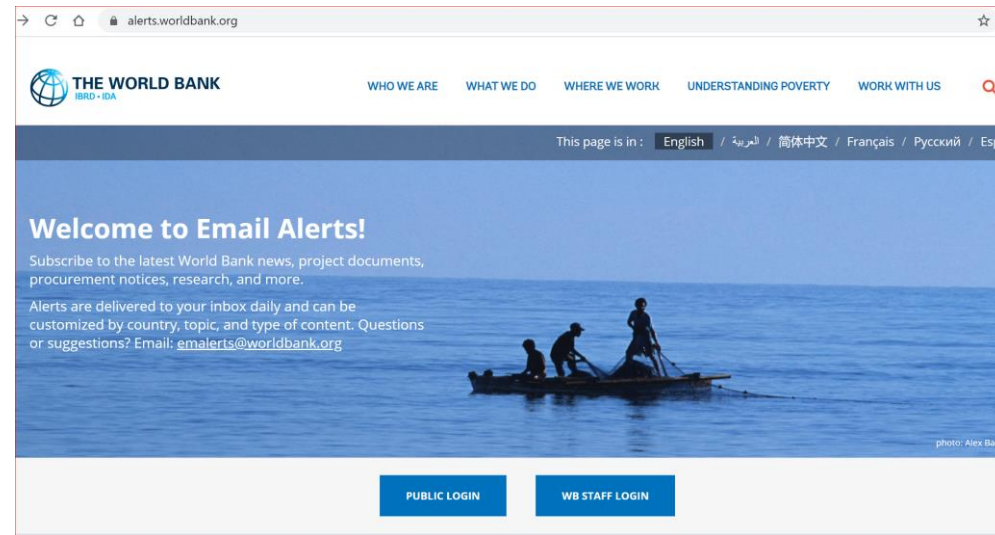 alerts.worldbank.org
THE WORLD BANK
IBRD • IDA
WHO WE ARE WHAT WE DO WHERE WE WORK UNDERSTANDING POVERTY WORK WITH US
This page is in : English / العربية / 简体中文 / Français / Русский /
Welcome to Email Alerts!
Subscribe to the latest World Bank news, project documents,
procurement notices, research, and more.
Alerts are delivered to your inbox daily and can be
customized by country, topic, and type of content. Questions
or suggestions? Email: emalerts@worldbank.org
photo: Alex
PUBLIC LOGIN WB STAFF LOGIN